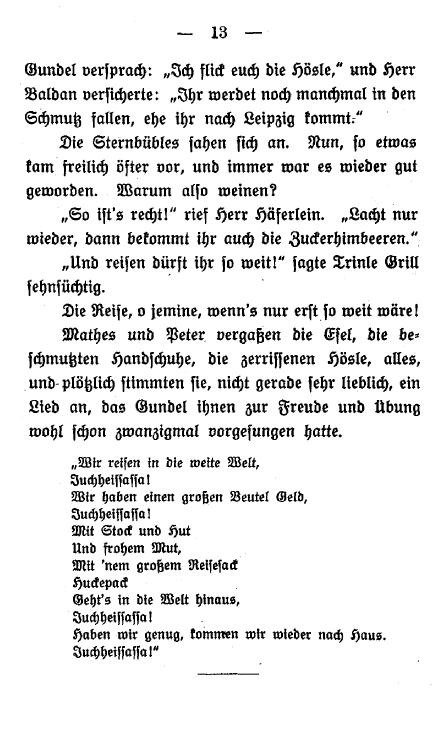 — 13 —
Gundel versprach: „Ich flick euch die Hösle,“ und Herr
Baldan versicherte: „Ihr werdet noch manchmal in den
Schmutz fallen, ehe ihr nach Leipzig kommt.“
Die Sternbübles sahen sich an. Nun, so etwas
kam freilich öfter vor, und immer war es wieder gut
geworden. Warum also weinen?
„So ist's recht!“ rief Herr Häferlein. „Lacht nur
wieder, dann bekommt ihr auch die Zuckerhimbeeren.“
„Und reisen dürft ihr so weit!“ sagte Trinle Grill
sehnsüchtig.
Die Reise, o jemine, wenn's nur erst so weit wäre!
Mathes und Peter vergaßen die Esel, die be-
schmutzten Handschuhe, die zerrissenen Hösle, alles,
und plötzlich stimmten sie, nicht gerade sehr lieblich, ein
Lied an, das Gundel ihnen zur Freude und Übung
wohl schon zwanzigmal vorgesungen hatte.
„Wir reisen in die weite Welt,
Juchheissassa!
Wir haben einen großen Beutel Geld,
Juchheissassa!
Mit Stock und Hut
Und frohem Mut,
Mit 'nem großem Reisesack
Huckepack
Geht's in die Welt hinaus,
Juchheissassa!
Haben wir genug, kommen wir wieder nach Haus.
Juchheissassa!“